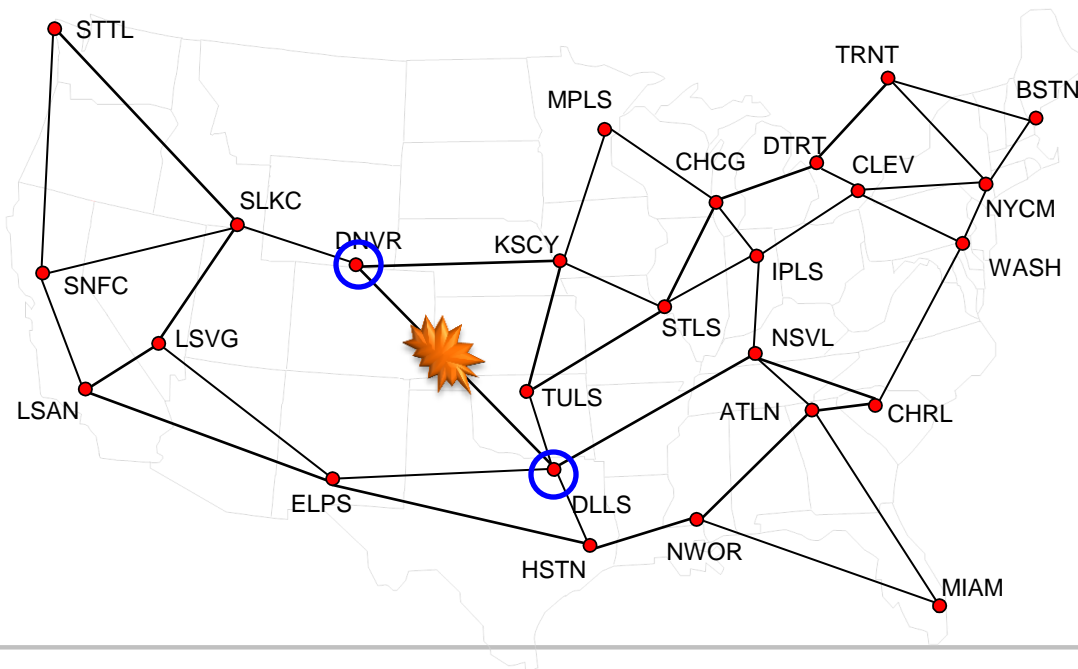 STTL
TRNT
BSTN
MPLS
DTRT
CHCG
CLEV
SLKC
NYCM
DNVR
KSCY
WASH
IPLS
SNFC
STLS
LSVG
NSVL
TULS
LSAN
ATLN
CHRL
ELPS
DLLS
NWOR
HSTN
MIAM